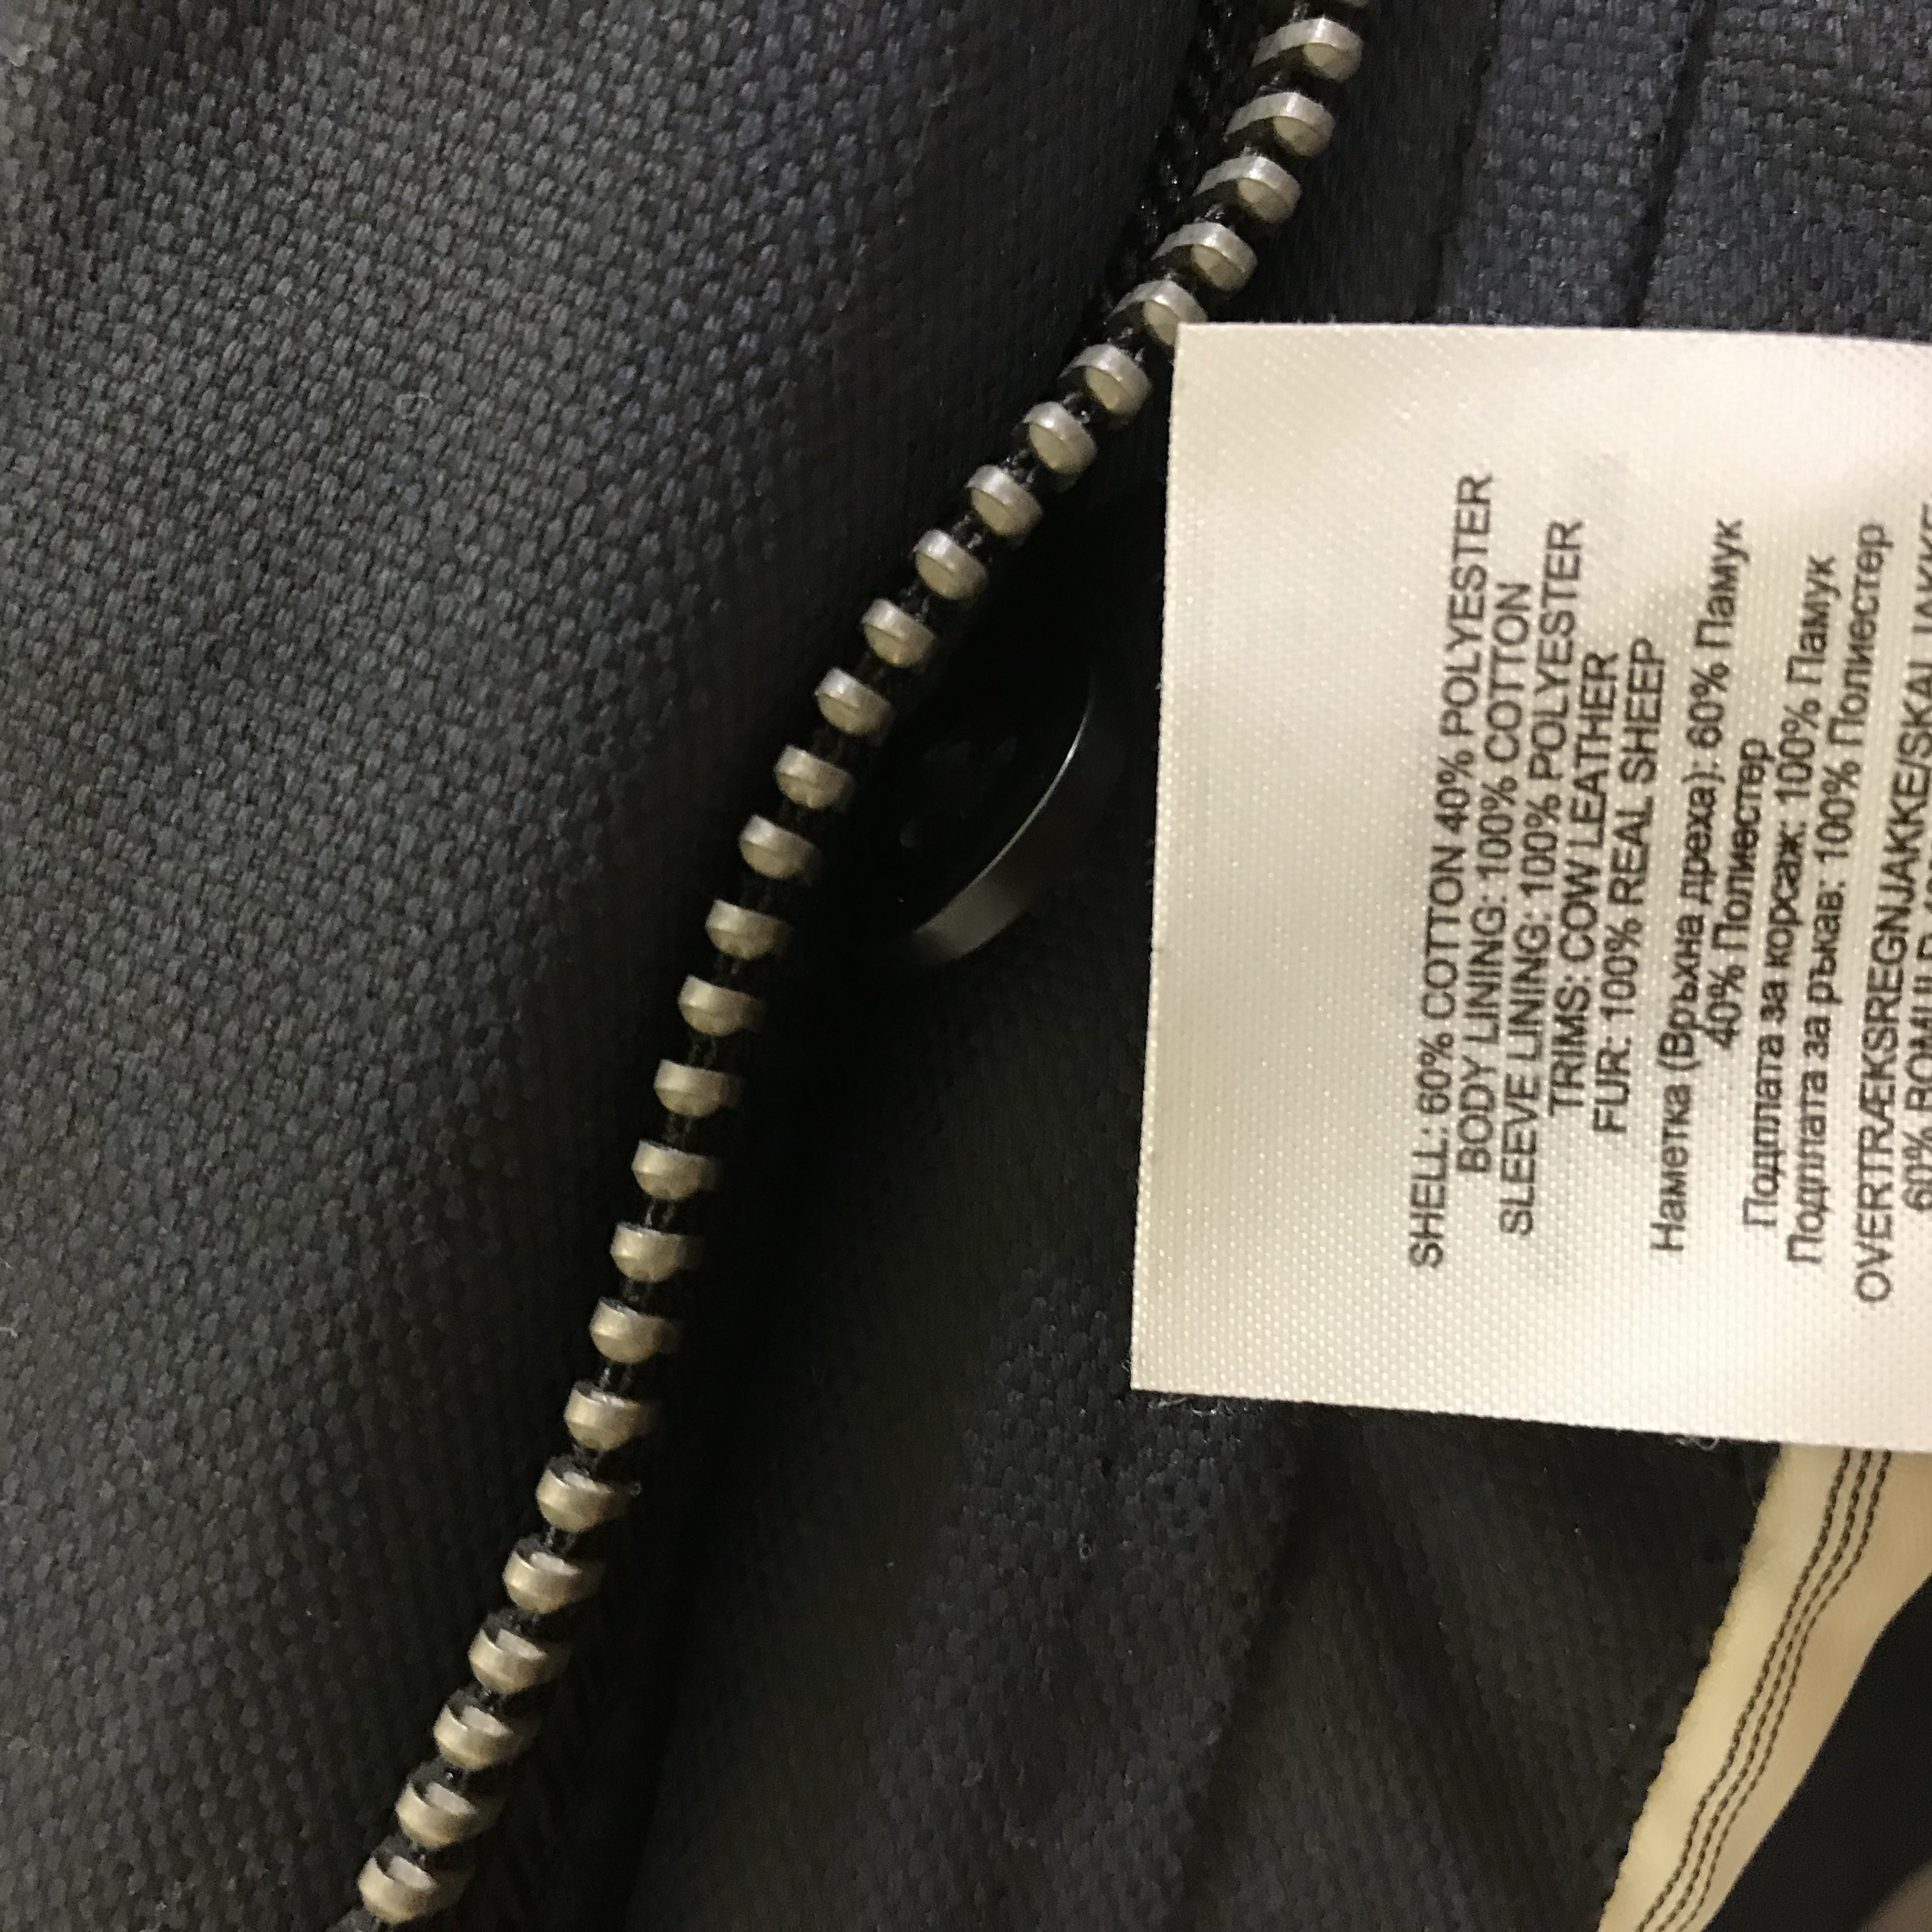 SHELL: 60% COTTON 40% POLYESTER
BODY LINING: 100% COTTON
SLEEVE LINING: 100% POLYESTER
TRIMS: COW LEATHER
FUR: 100% REAL SHEEP
Наметка (Връхна дреха): 60% Памук
40% Полиестер
Подплата за корсаж: 100% Памук
Подплата за ръкав: 100% Полиестер
OVERTRÆKSREGNJAKKE/SKALJAKKE
60% BOMULD